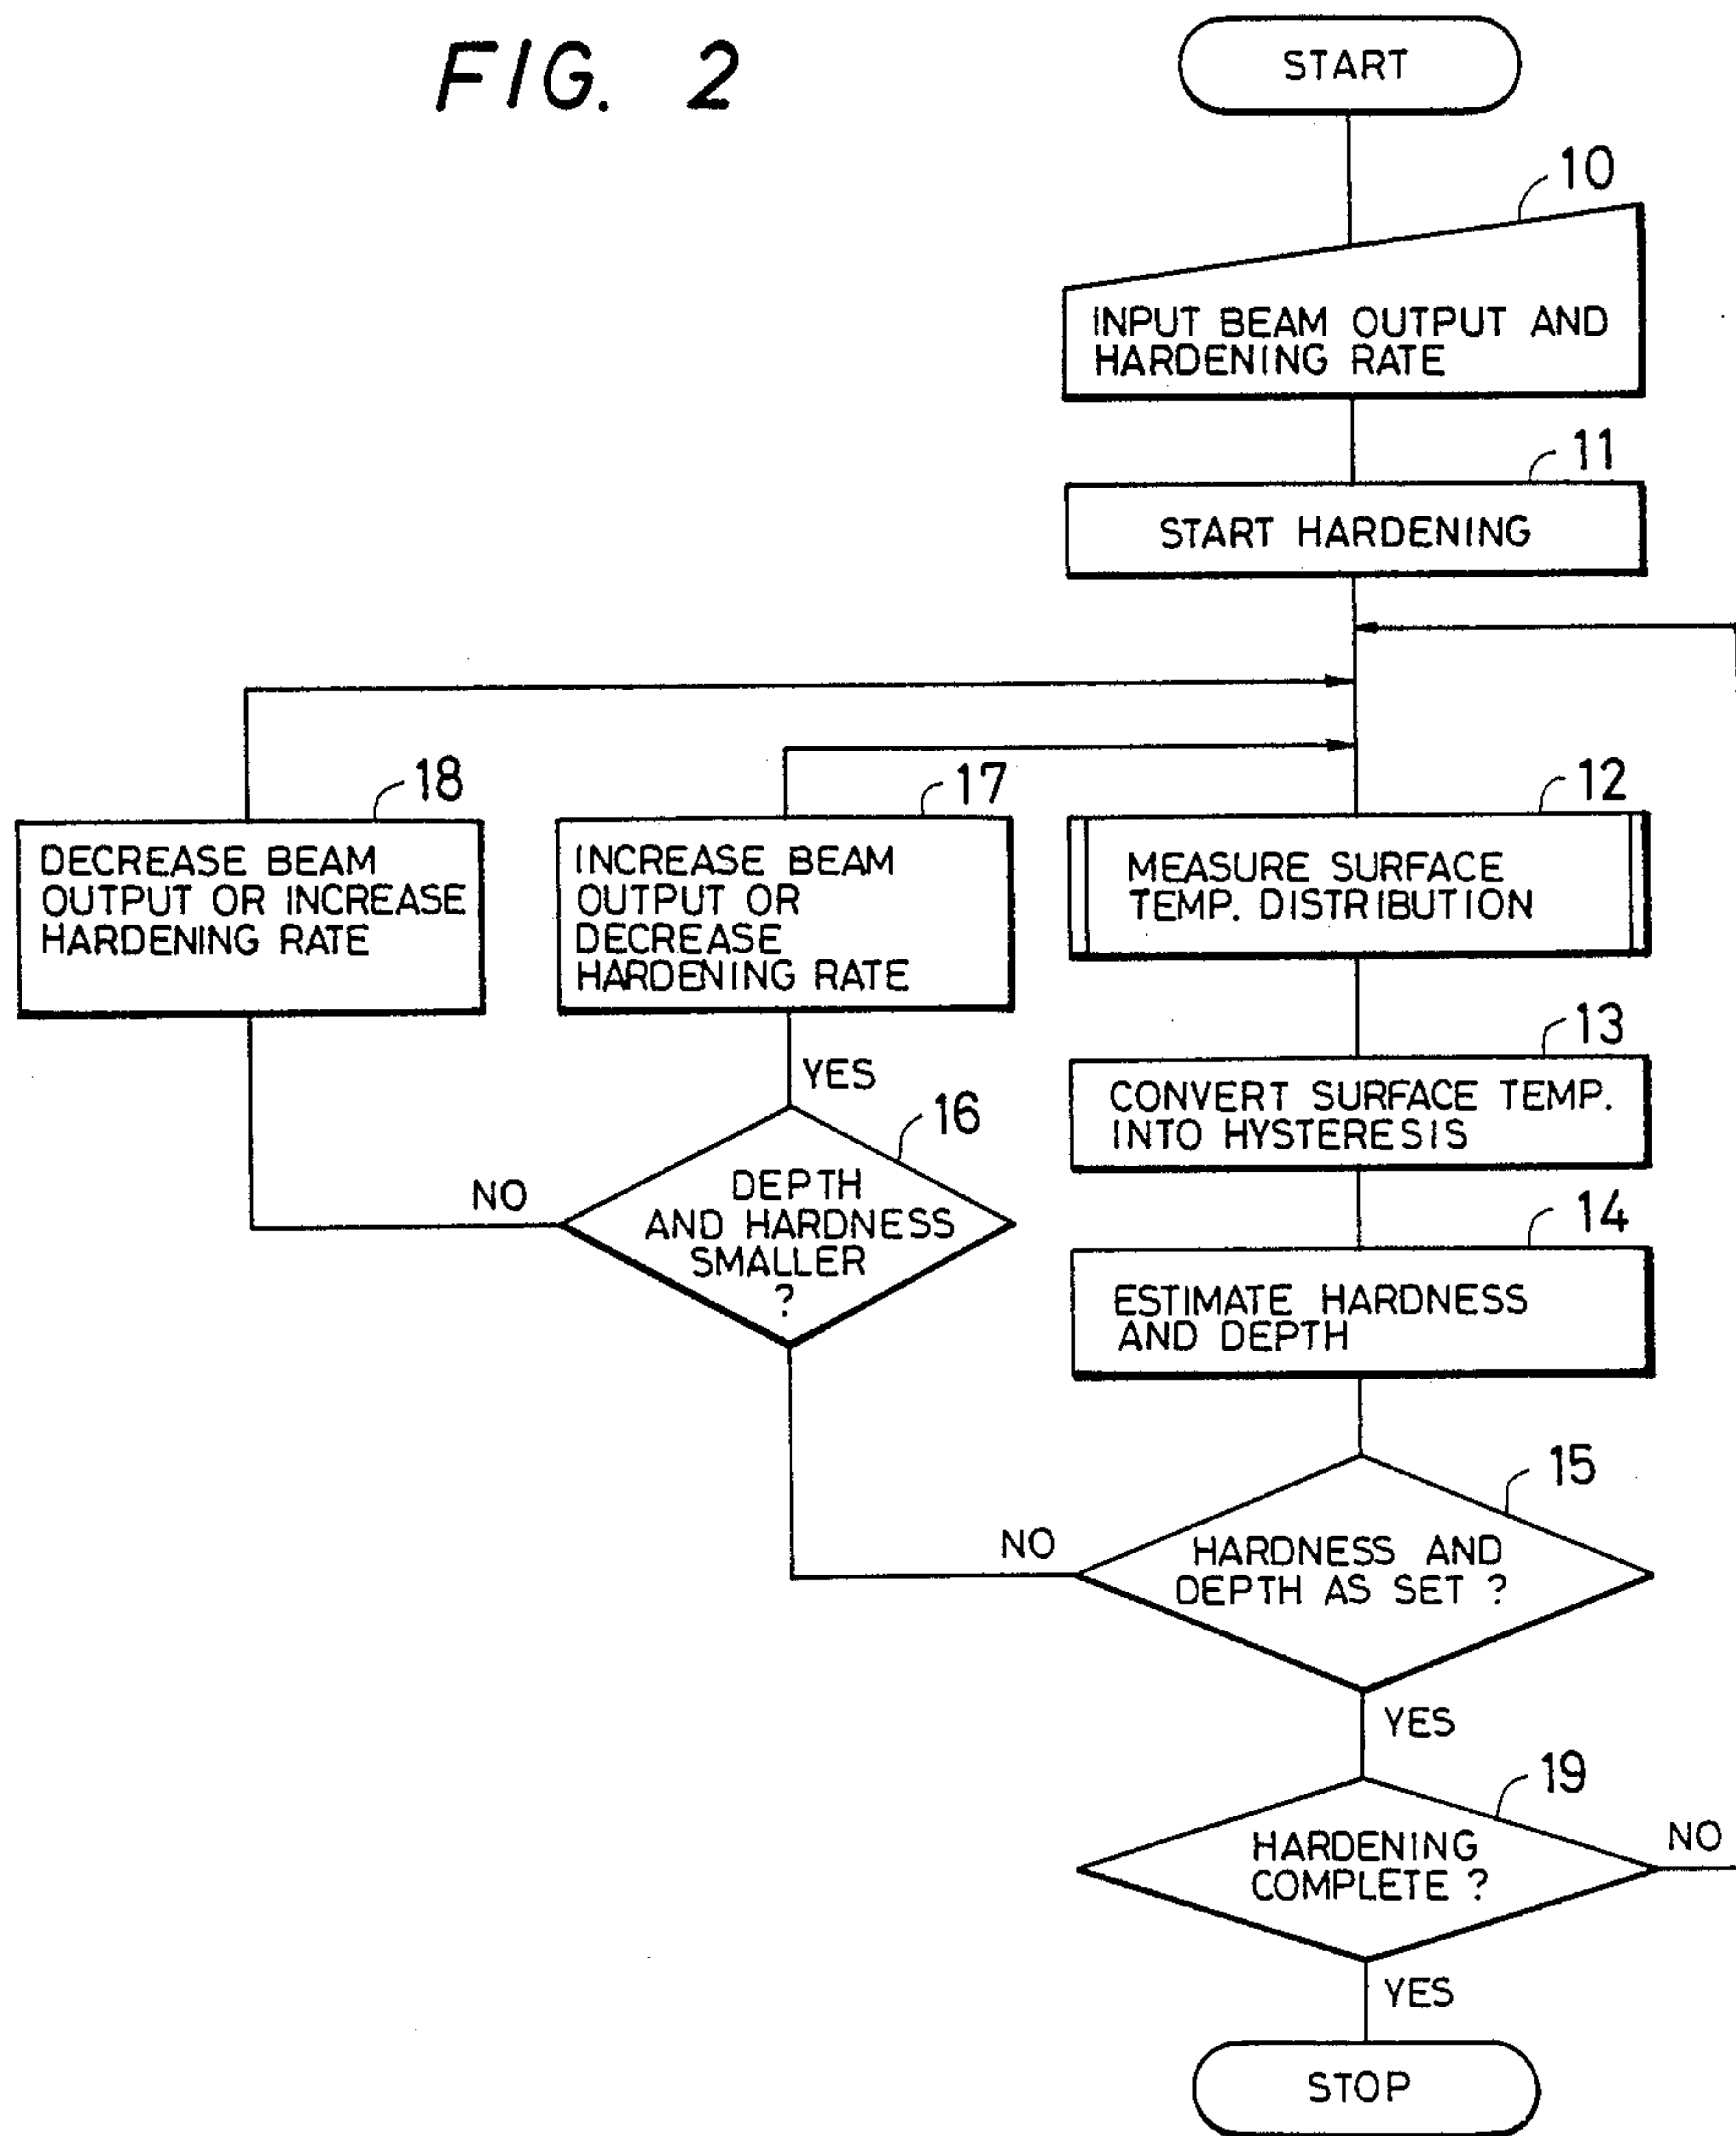 FIG. 2
START
10
INPUT BEAM OUTPUT AND
HARDENING RATE
11
START HARDENING
18
DECREASE BEAM
OUTPUT OR INCREASE
HARDENING RATE
17
INCREASE BEAM
OUTPUT OR
DECREASE
HARDENING RATE
12
MEASURE SURFACE
TEMP. DISTRIBUTION
13
CONVERT SURFACE TEMP.
INTO HYSTERESIS
YES
16
DEPTH
AND HARDNESS
SMALLER
?
NO
14
ESTIMATE HARDNESS
AND DEPTH
15
HARDNESS AND
DEPTH AS SET ?
NO
YES
19
HARDENING
COMPLETE ?
NO
YES
STOP